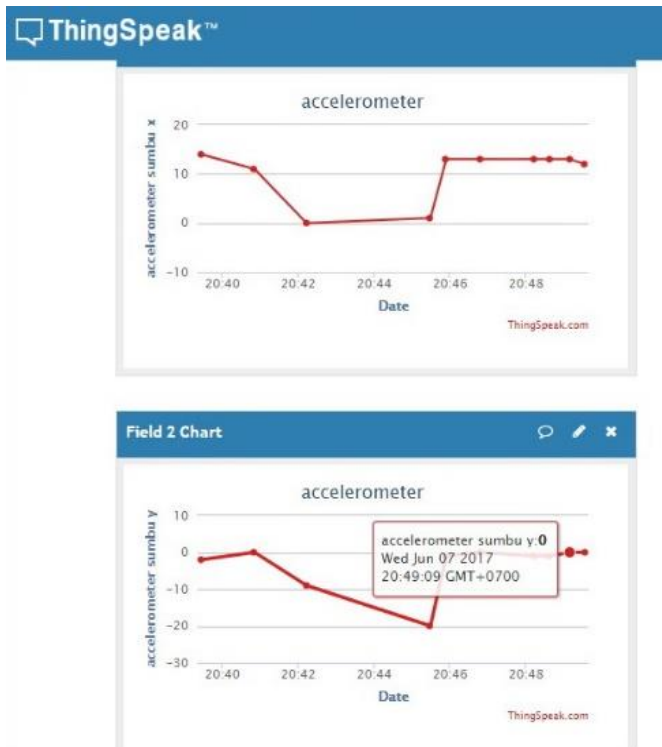 ThingSpeak™
accelerometer
accelerometer sumbu x
20
10
0
-10
20:40 20:42 20:44 20:46 20:48
Date
ThingSpeak.com
Field 2 Chart
accelerometer
accelerometer sumbu y
10
0
-10
-20
-30
accelerometer sumbu y:0
Wed Jun 07 2017
20:49:09 GMT+0700
20:40 20:42 20:44 20:46 20:48
Date
ThingSpeak.com